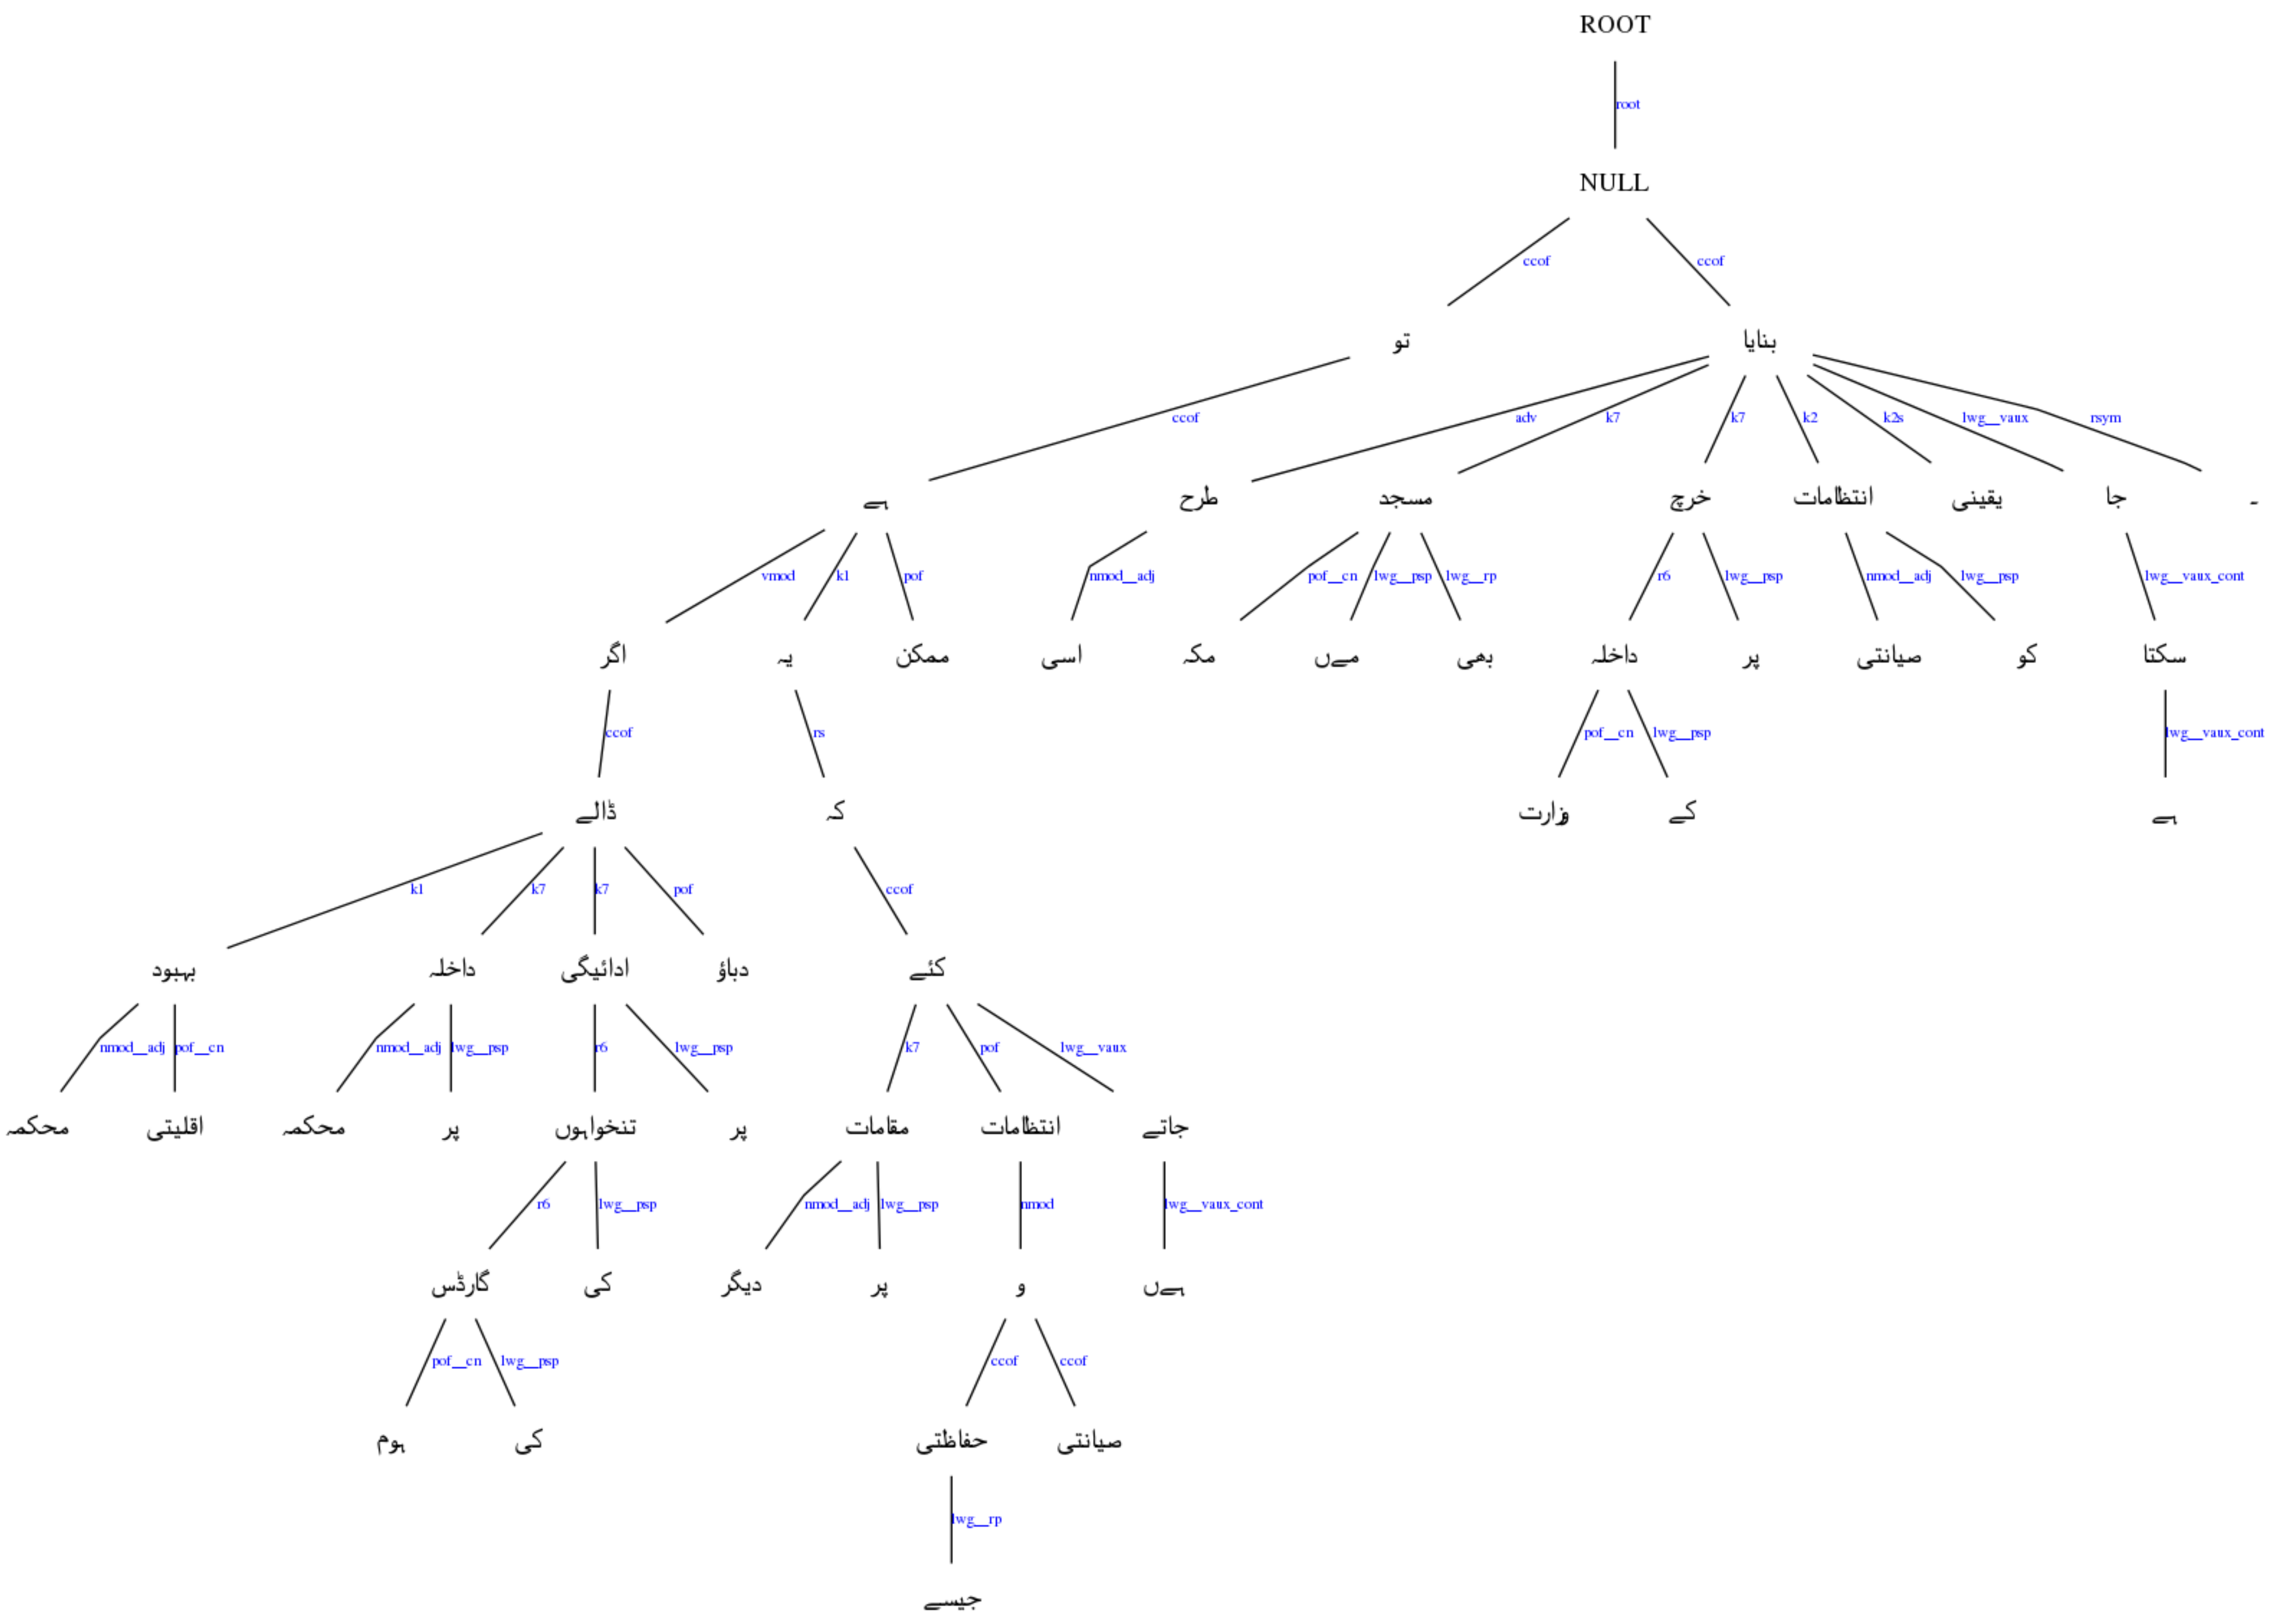 ROOT
root
NULL
ccof ccof
تو بنایا
ccof adv k7 k7 k2 k2s lwg__vaux rsym
ہے طرح مسجد خرچ انتظامات یقینی جا ۔
vmod k1 pof nmod__adj pof__cn lwg__psp lwg__rp r6 lwg__psp nmod__adj lwg__psp lwg__vaux_cont
اگر یہ ممکن اسی مکہ مےں بھی داخلہ پر صیانتی کو سکتا
ccof rs pof__cn lwg__psp lwg__vaux_cont
ڈالے کہ وزارت کے ہے
k1 k7 k7 pof ccof
بہبود داخلہ ادائیگی دباؤ کئے
nmod__adj pof__cn nmod__adj lwg__psp r6 lwg__psp k7 pof lwg__vaux
محکمہ اقلیتی محکمہ پر تنخواہوں پر مقامات انتظامات جاتے
r6 lwg__psp nmod__adj lwg__psp nmod lwg__vaux_cont
گارڈس کی دیگر پر و ہےں
pof__cn lwg__psp ccof ccof
ہوم کی حفاظتی صیانتی
lwg__rp
جیسے